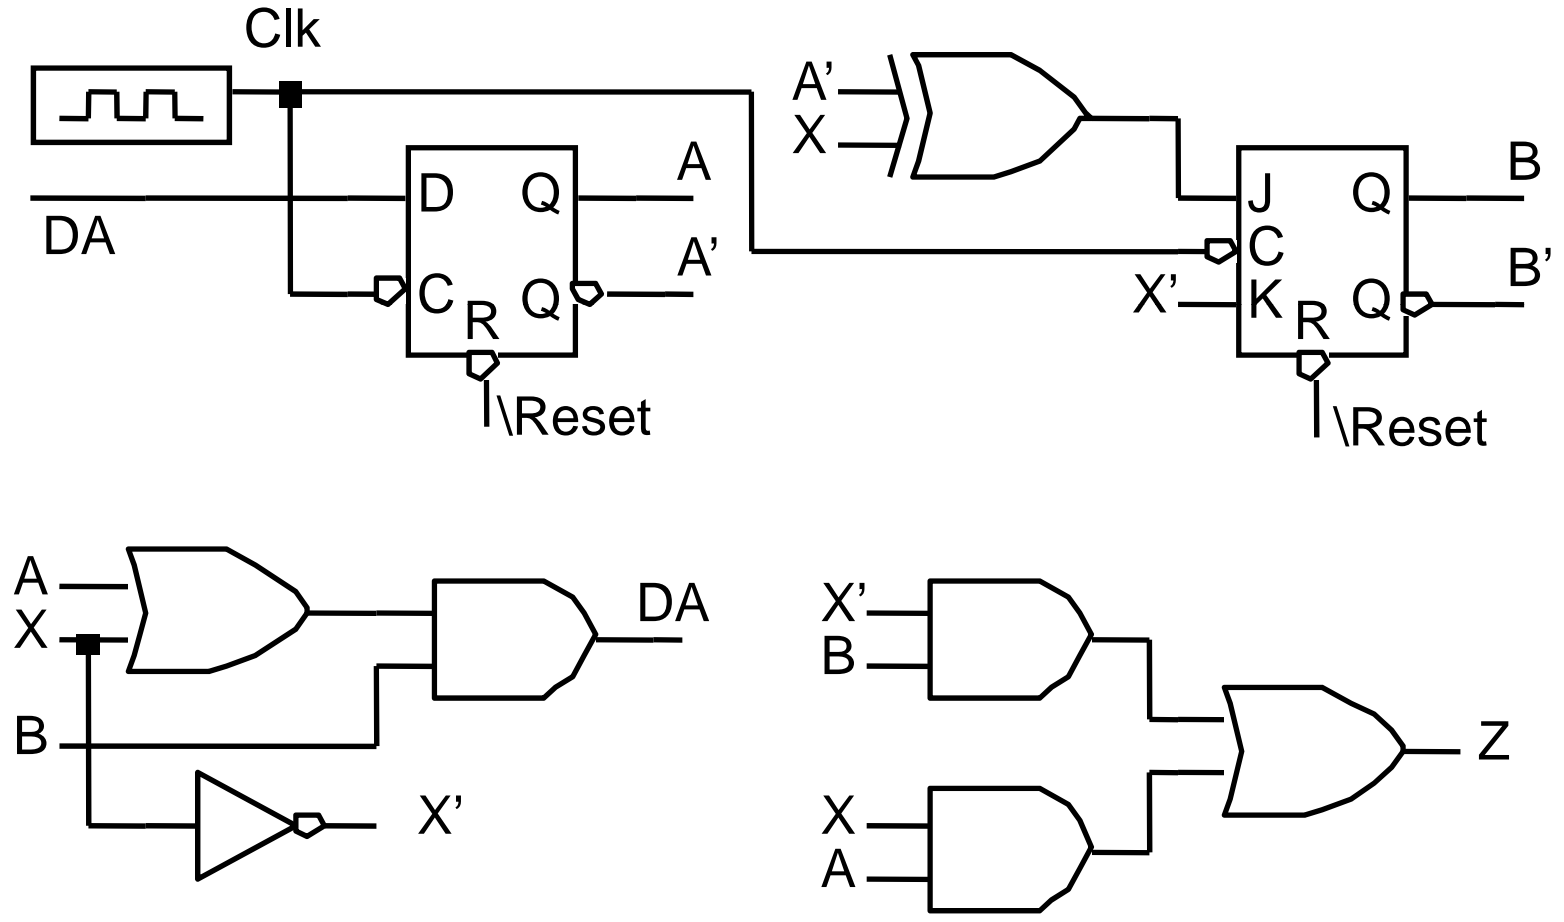 Clk
A’
X
A
B
D Q
J Q
DA
A’
C
B’
C Q
X’
K Q
R
R
\Reset
\Reset
A
X’
DA
X
B
B
Z
X’
X
A